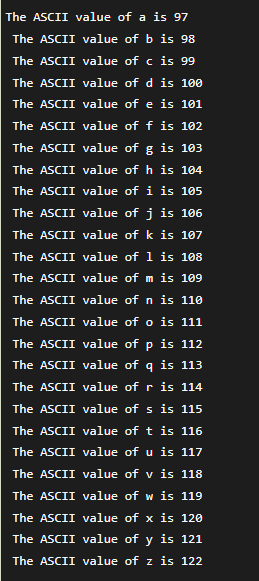 The ASCII value of a is 97
The ASCII value of b is 98
The ASCII value of c is 99
The ASCII value of d is 100
The ASCII value of e is 101
The ASCII value of f is 102
The ASCII value of g is 103
The ASCII value of h is 104
The ASCII value of i is 105
The ASCII value of j is 106
The ASCII value of k is 107
The ASCII value of l is 108
The ASCII value of m is 109
The ASCII value of n is 110
The ASCII value of o is 111
The ASCII value of p is 112
The ASCII value of q is 113
The ASCII value of r is 114
The ASCII value of s is 115
The ASCII value of t is 116
The ASCII value of u is 117
The ASCII value of v is 118
The ASCII value of w is 119
The ASCII value of x is 120
The ASCII value of y is 121
The ASCII value of z is 122